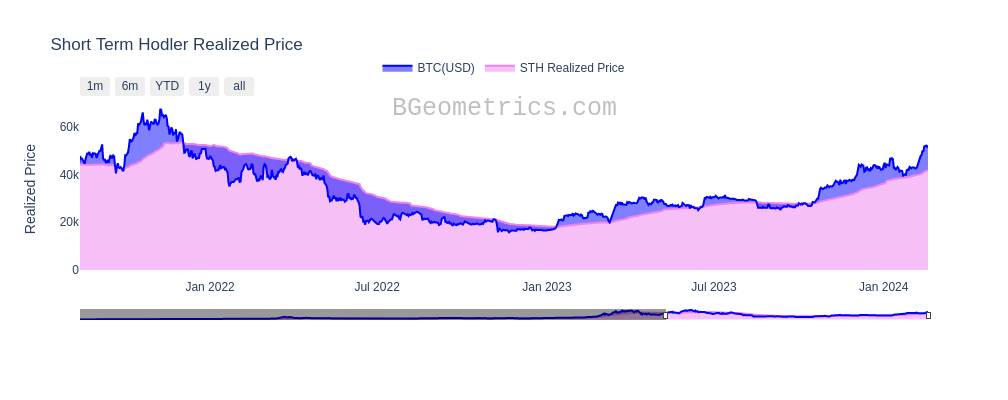 Short Term Hodler Realized Price
BTC(USD) STH Realized Price
1m 6m YTD 1y all
BGeometrics.com
60k
40k
20k
0
Realized Price
Jan 2022 Jul 2022 Jan 2023 Jul 2023 Jan 2024